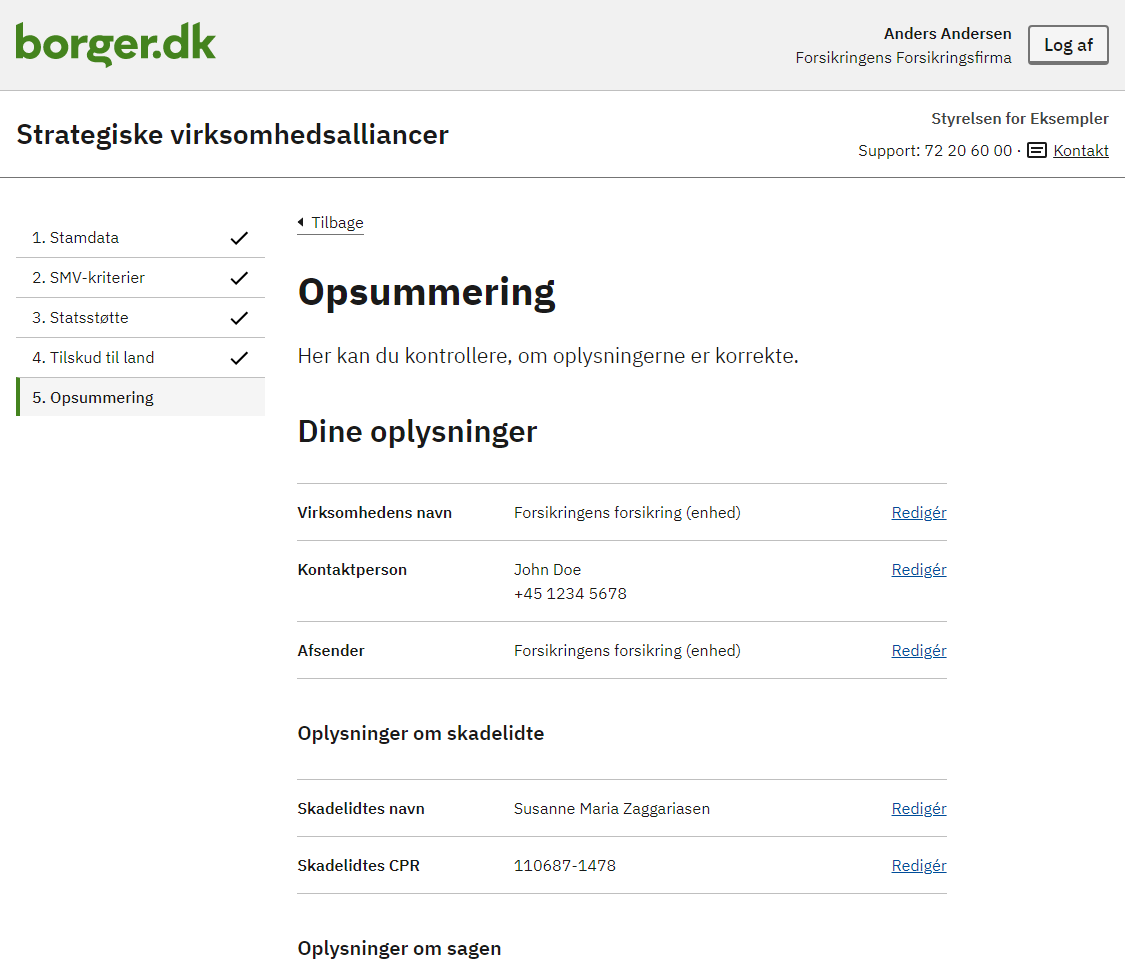 borger.dk
Anders Andersen
Forsikringens Forsikringsfirma
Log af
Strategiske virksomhedsalliancer
Styrelsen for Eksempler
Support: 72 20 60 00 · Kontakt
1. Stamdata
2. SMV-kriterier
3. Statsstøtte
4. Tilskud til land
5. Opsummering
Tilbage
Opsummering
Her kan du kontrollere, om oplysningerne er korrekte.
Dine oplysninger
Virksomhedens navn Forsikringens forsikring (enhed) Redigér
Kontaktperson John Doe Redigér
+45 1234 5678
Afsender Forsikringens forsikring (enhed) Redigér
Oplysninger om skadelidte
Skadelidtes navn Susanne Maria Zaggariasen Redigér
Skadelidtes CPR 110687-1478 Redigér
Oplysninger om sagen